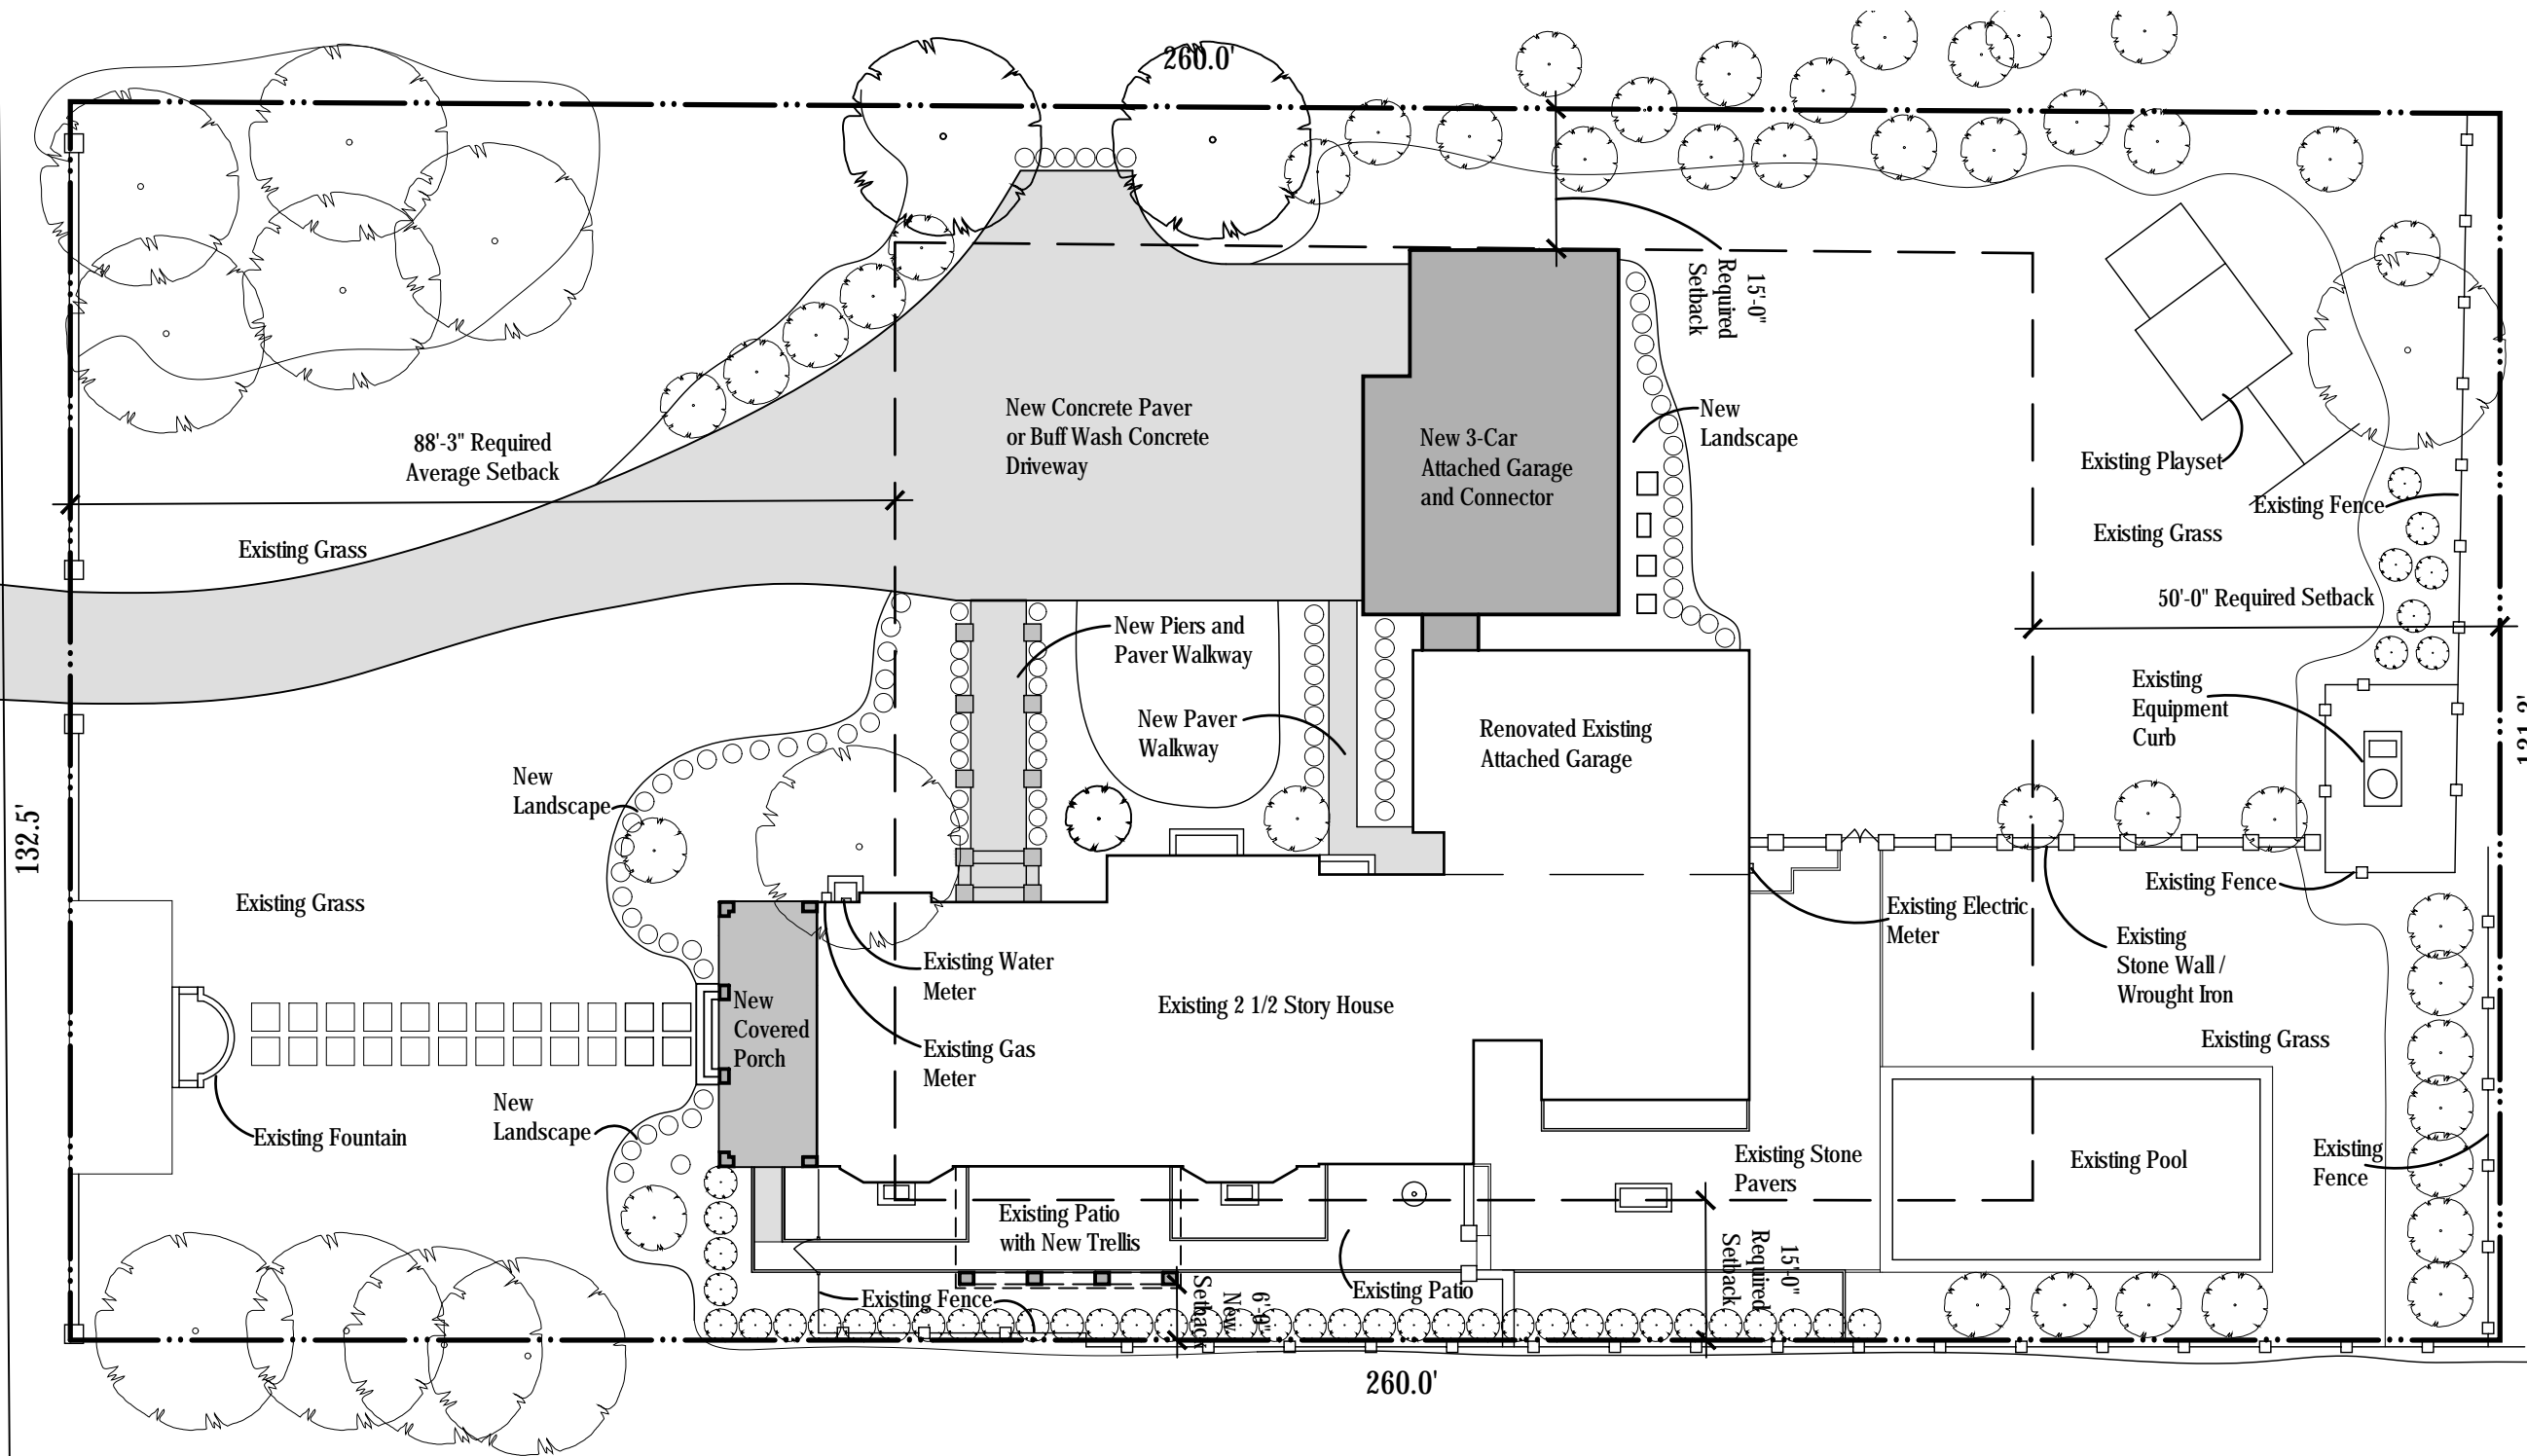 260.0'
15'-0"
Required
Setback
New Concrete Paver
or Buff Wash Concrete
Driveway
New
Landscape
88'-3" Required
Average Setback
New 3-Car
Attached Garage
and Connector
Existing Playset
Existing Fence
Existing Grass
Existing Grass
50'-0" Required Setback
New Piers and
Paver Walkway
New Paver
Walkway
Renovated Existing
Attached Garage
Existing
Equipment
Curb
New
Landscape
132.5'
Existing Grass
Existing Fence
Existing Electric
Meter
Existing
Stone Wall /
Wrought Iron
Existing Water
Meter
New
Covered
Porch
Existing 2 1/2 Story House
Existing Grass
Existing Gas
Meter
New
Landscape
Existing Fountain
Existing Stone
Pavers
Existing Pool
Existing
Fence
Existing Patio
with New Trellis
15'-0"
Required
Setback
Existing Fence
6'-0"
New
Setback
Existing Patio
260.0'